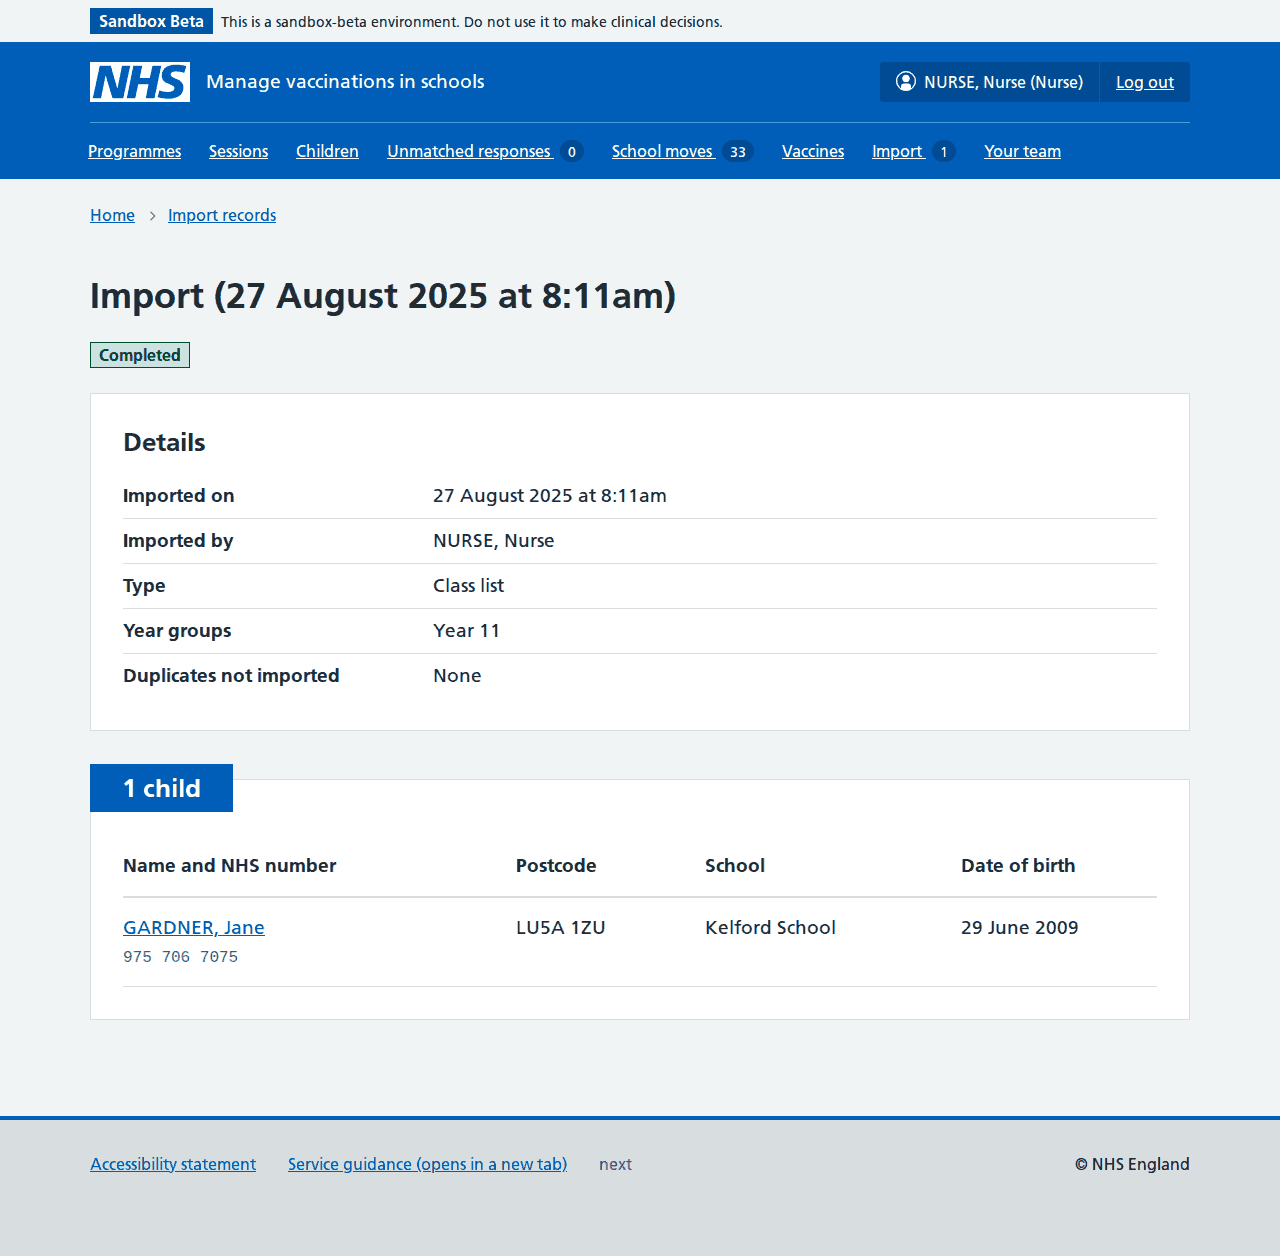 Sandbox Beta This is a sandbox-beta environment. Do not use it to make clinical decisions.
NHS Manage vaccinations in schools NURSE, Nurse (Nurse) Log out
Programmes Sessions Children Unmatched responses 0 School moves 33 Vaccines Import 1 Your team
Home Import records
Import (27 August 2025 at 8:11am)
Completed
Details
Imported on 27 August 2025 at 8:11am
Imported by NURSE, Nurse
Type Class list
Year groups Year 11
Duplicates not imported None
1 child
Name and NHS number Postcode School Date of birth
GARDNER, Jane LU5A 1ZU Kelford School 29 June 2009
975 706 7075
Accessibility statement Service guidance (opens in a new tab) next © NHS England